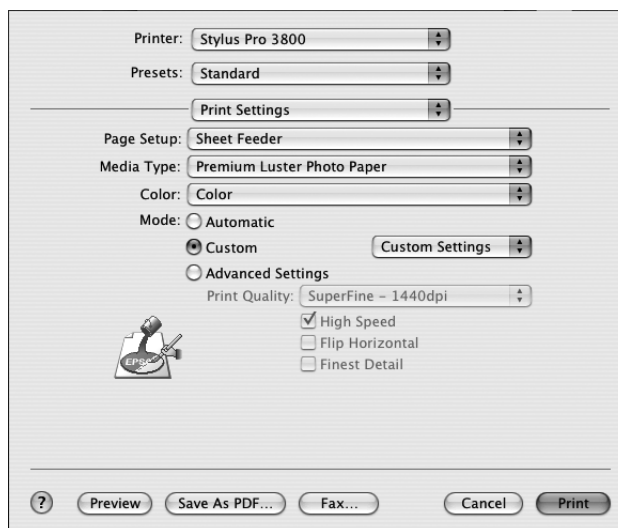 Printer: Stylus Pro 3800
Presets: Standard
Print Settings
Page Setup: Sheet Feeder
Media Type: Premium Luster Photo Paper
Color: Color
Mode: Automatic
Custom Custom Settings
Advanced Settings
Print Quality: SuperFine - 1440dpi
High Speed
Flip Horizontal
Finest Detail
EPSO
? Preview Save As PDF... Fax... Cancel Print